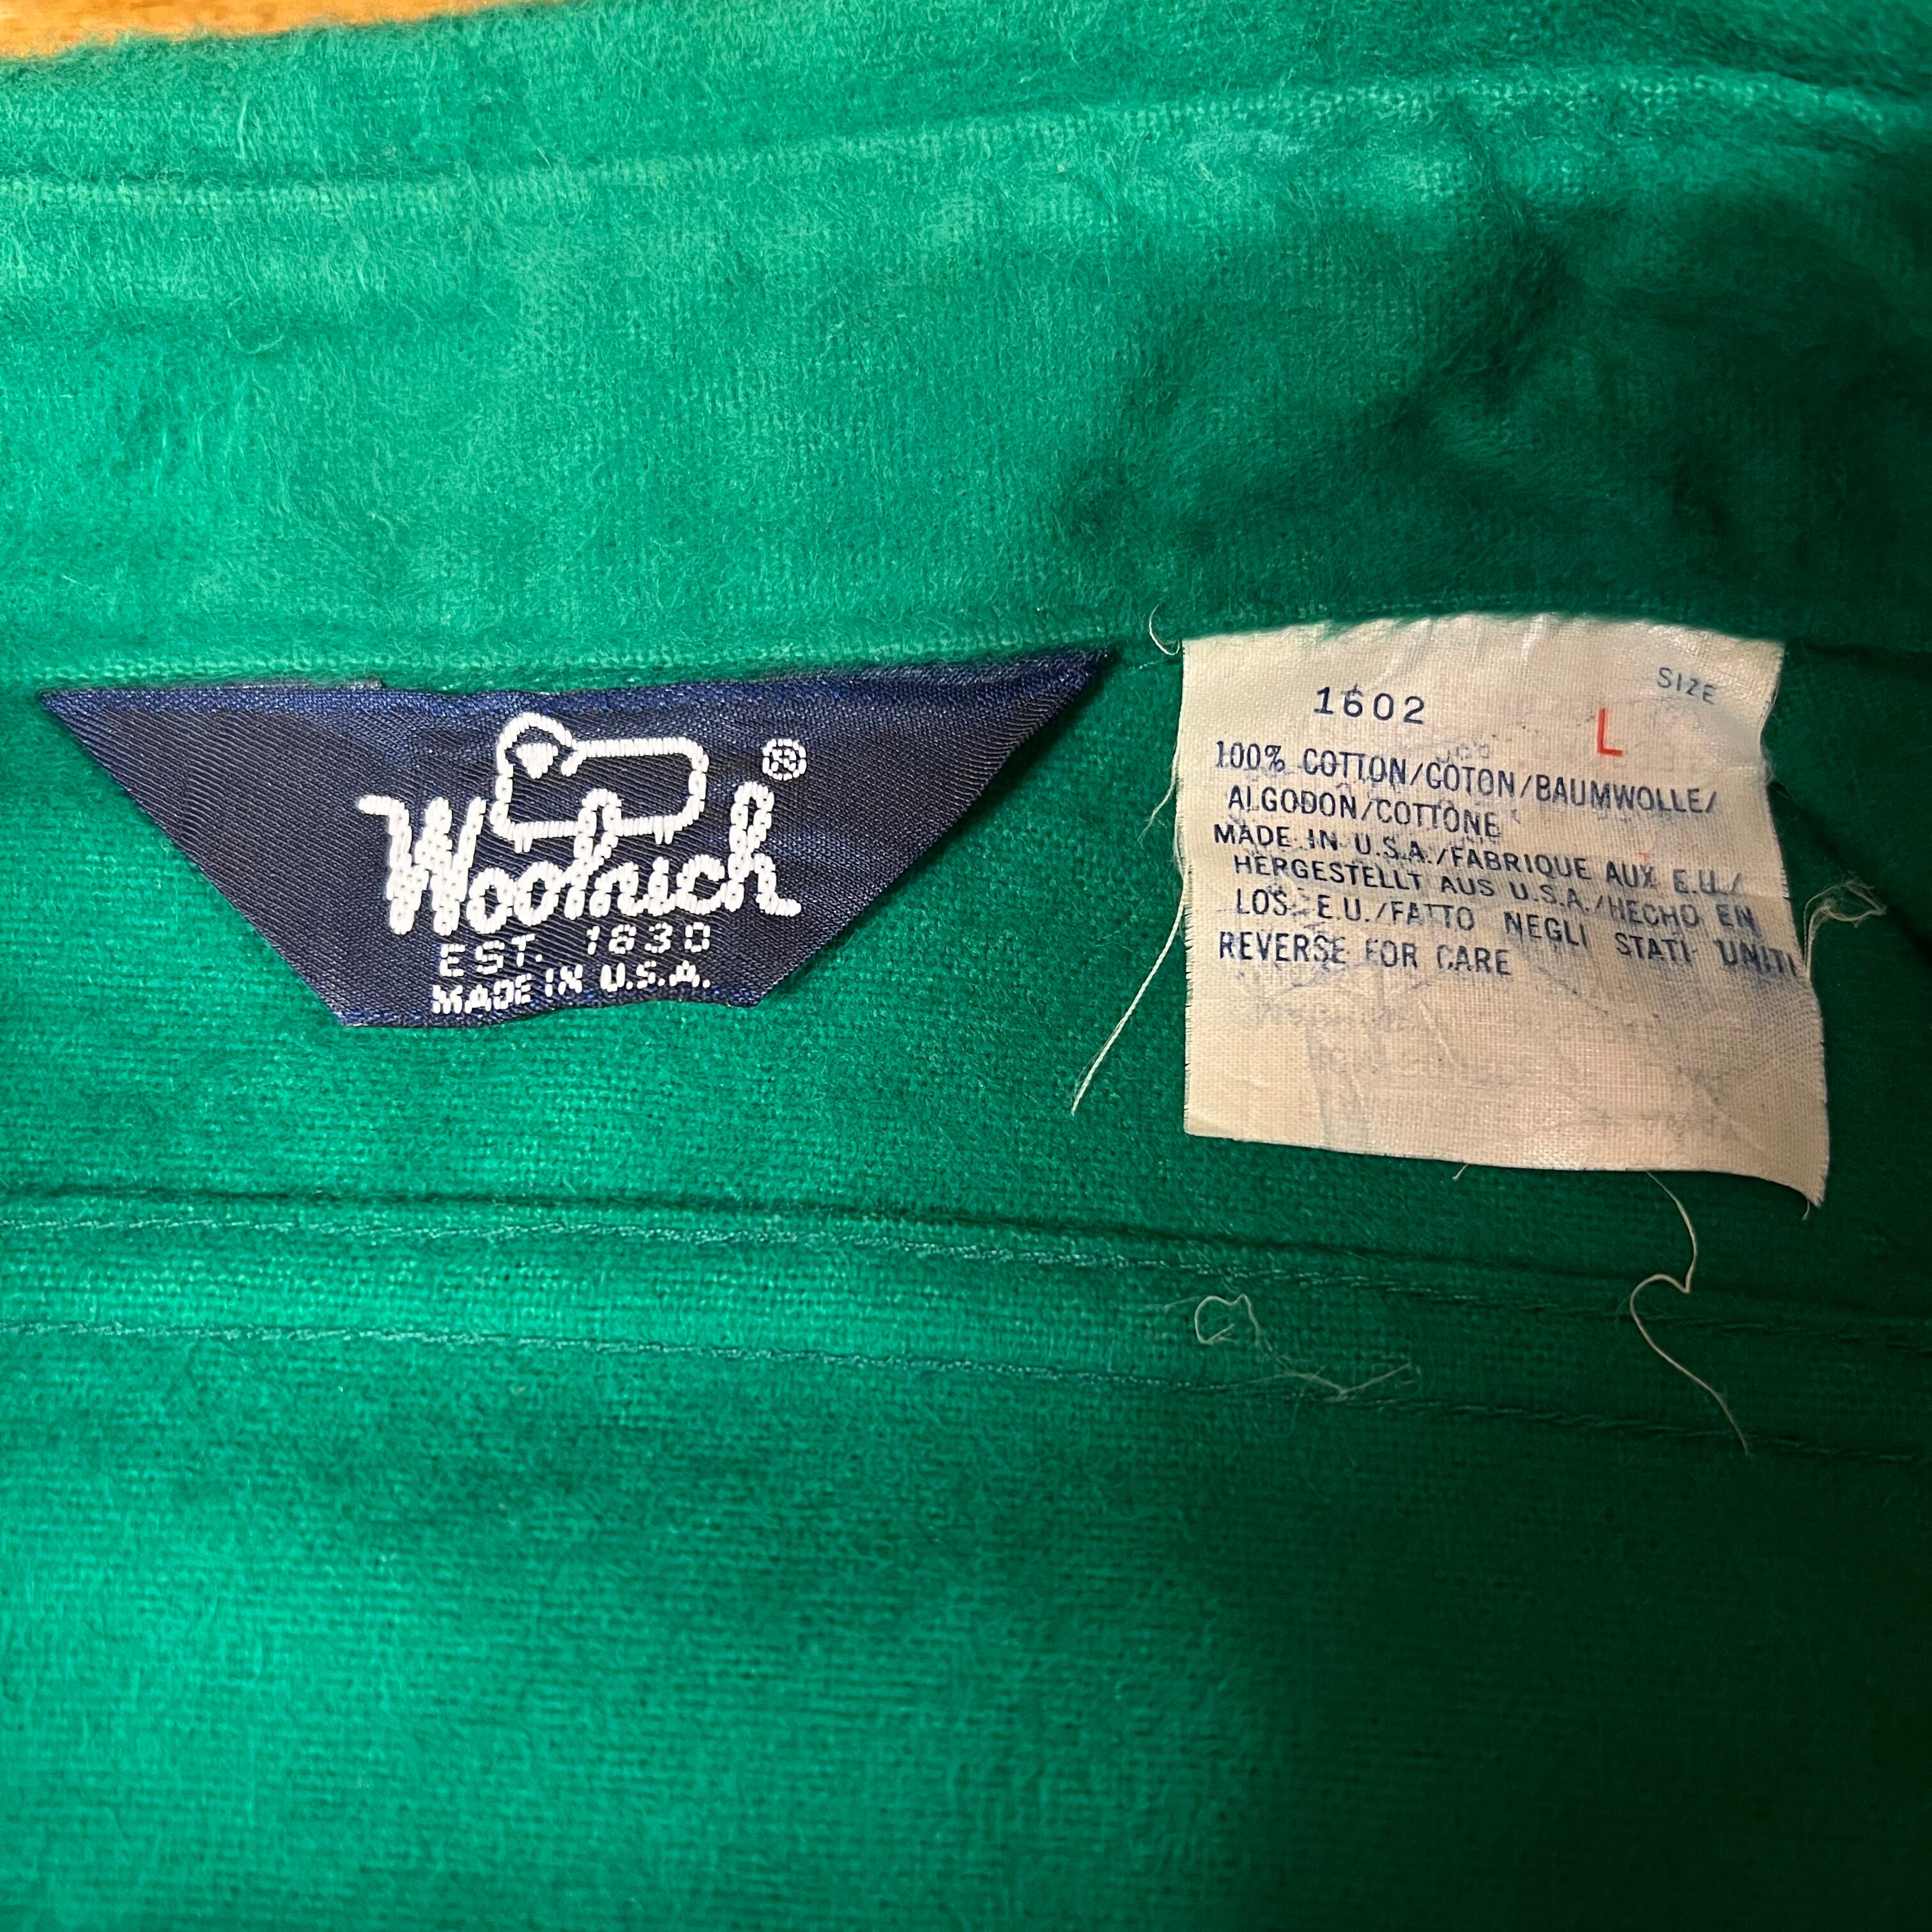 Woolrich®
EST. 1830
MADE IN U.S.A.
SIZE
1602
L
100% COTTON/COTON/BAUMWOLLE/
ALGODON/COTTONE
MADE IN U.S.A./FABRIQUE AUX E.U./
HERGESTELLT AUS U.S.A./HECHO EN
LOS E.U./FATTO NEGLI STATI UNITI
REVERSE FOR CARE